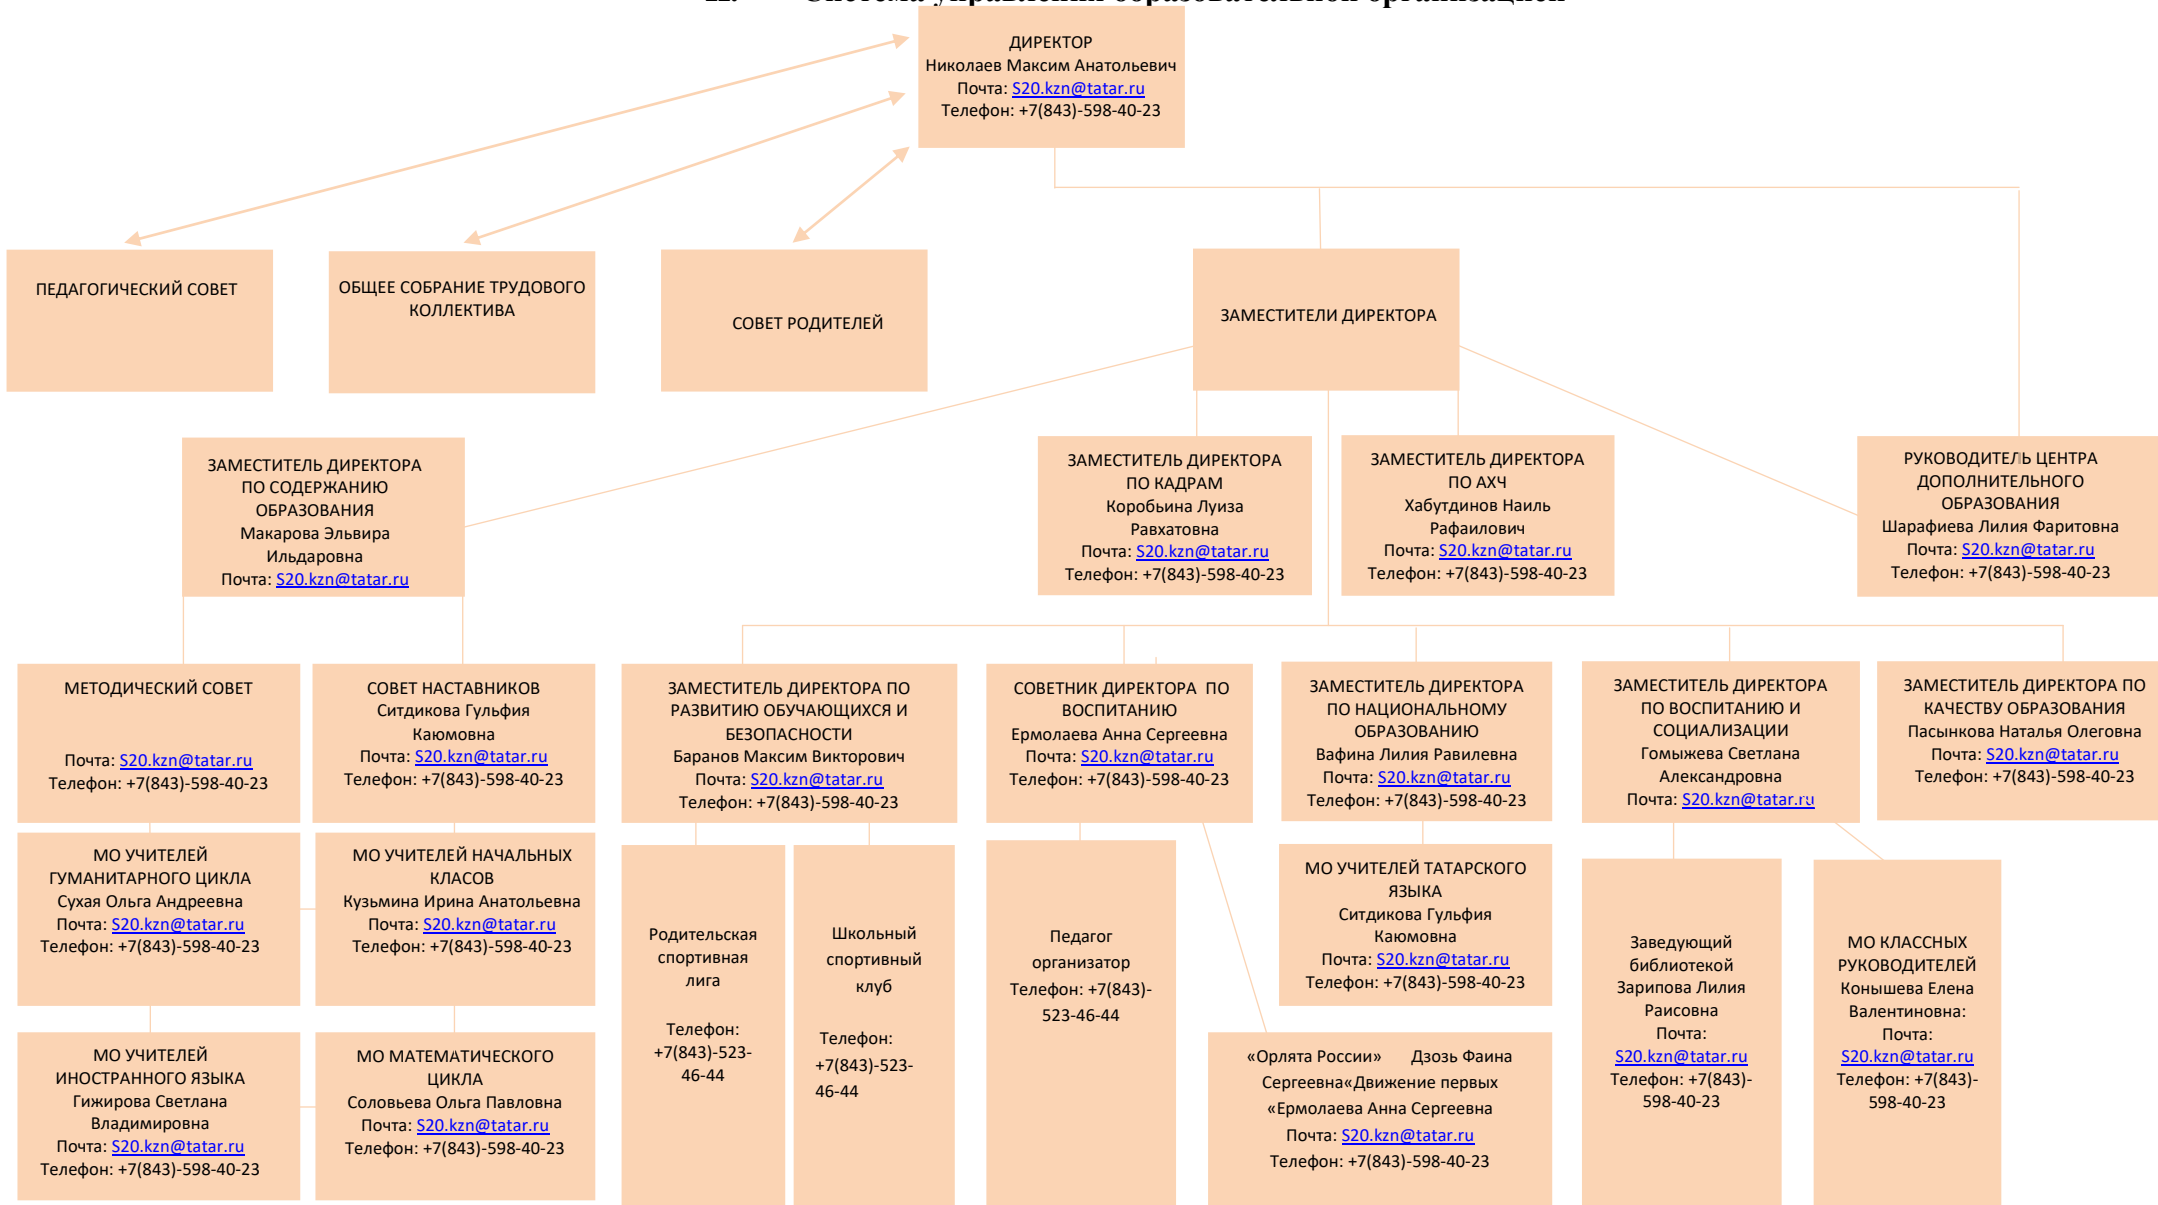 II. Система управления образовательной организацией
ДИРЕКТОР
Николаев Максим Анатольевич
Почта: S20.kzn@tatar.ru
Телефон: +7(843)-598-40-23
ПЕДАГОГИЧЕСКИЙ СОВЕТ
ОБЩЕЕ СОБРАНИЕ ТРУДОВОГО
КОЛЛЕКТИВА
СОВЕТ РОДИТЕЛЕЙ
ЗАМЕСТИТЕЛИ ДИРЕКТОРА
ЗАМЕСТИТЕЛЬ ДИРЕКТОРА
ПО СОДЕРЖАНИЮ
ОБРАЗОВАНИЯ
Макарова Эльвира
Ильдаровна
Почта: S20.kzn@tatar.ru
ЗАМЕСТИТЕЛЬ ДИРЕКТОРА
ПО КАДРАМ
Коробьина Луиза
Равхатовна
Почта: S20.kzn@tatar.ru
Телефон: +7(843)-598-40-23
ЗАМЕСТИТЕЛЬ ДИРЕКТОРА
ПО АХЧ
Хабутдинов Наиль
Рафаилович
Почта: S20.kzn@tatar.ru
Телефон: +7(843)-598-40-23
РУКОВОДИТЕЛЬ ЦЕНТРА
ДОПОЛНИТЕЛЬНОГО
ОБРАЗОВАНИЯ
Шарафиева Лилия Фаритовна
Почта: S20.kzn@tatar.ru
Телефон: +7(843)-598-40-23
МЕТОДИЧЕСКИЙ СОВЕТ
Почта: S20.kzn@tatar.ru
Телефон: +7(843)-598-40-23
СОВЕТ НАСТАВНИКОВ
Ситдикова Гульфия
Каюмовна
Почта: S20.kzn@tatar.ru
Телефон: +7(843)-598-40-23
ЗАМЕСТИТЕЛЬ ДИРЕКТОРА ПО
РАЗВИТИЮ ОБУЧАЮЩИХСЯ И
БЕЗОПАСНОСТИ
Баранов Максим Викторович
Почта: S20.kzn@tatar.ru
Телефон: +7(843)-598-40-23
СОВЕТНИК ДИРЕКТОРА ПО
ВОСПИТАНИЮ
Ермолаева Анна Сергеевна
Почта: S20.kzn@tatar.ru
Телефон: +7(843)-598-40-23
ЗАМЕСТИТЕЛЬ ДИРЕКТОРА
ПО НАЦИОНАЛЬНОМУ
ОБРАЗОВАНИЮ
Вафина Лилия Равилевна
Почта: S20.kzn@tatar.ru
Телефон: +7(843)-598-40-23
ЗАМЕСТИТЕЛЬ ДИРЕКТОРА
ПО ВОСПИТАНИЮ И
СОЦИАЛИЗАЦИИ
Гомыжева Светлана
Александровна
Почта: S20.kzn@tatar.ru
ЗАМЕСТИТЕЛЬ ДИРЕКТОРА ПО
КАЧЕСТВУ ОБРАЗОВАНИЯ
Пасынкова Наталья Олеговна
Почта: S20.kzn@tatar.ru
Телефон: +7(843)-598-40-23
МО УЧИТЕЛЕЙ
ГУМАНИТАРНОГО ЦИКЛА
Сухая Ольга Андреевна
Почта: S20.kzn@tatar.ru
Телефон: +7(843)-598-40-23
МО УЧИТЕЛЕЙ НАЧАЛЬНЫХ
КЛАСОВ
Кузьмина Ирина Анатольевна
Почта: S20.kzn@tatar.ru
Телефон: +7(843)-598-40-23
Родительская
спортивная
лига
Телефон:
+7(843)-523-
46-44
Школьный
спортивный
клуб
Телефон:
+7(843)-523-
46-44
Педагог
организатор
Телефон: +7(843)-
523-46-44
МО УЧИТЕЛЕЙ ТАТАРСКОГО
ЯЗЫКА
Ситдикова Гульфия
Каюмовна
Почта: S20.kzn@tatar.ru
Телефон: +7(843)-598-40-23
Заведующий
библиотекой
Зарипова Лилия
Раисовна
Почта:
S20.kzn@tatar.ru
Телефон: +7(843)-
598-40-23
МО КЛАССНЫХ
РУКОВОДИТЕЛЕЙ
Конышева Елена
Валентиновна:
Почта:
S20.kzn@tatar.ru
Телефон: +7(843)-
598-40-23
МО УЧИТЕЛЕЙ
ИНОСТРАННОГО ЯЗЫКА
Гижирова Светлана
Владимировна
Почта: S20.kzn@tatar.ru
Телефон: +7(843)-598-40-23
МО МАТЕМАТИЧЕСКОГО
ЦИКЛА
Соловьева Ольга Павловна
Почта: S20.kzn@tatar.ru
Телефон: +7(843)-598-40-23
«Орлята России» Дзозь Фаина
Сергеевна«Движение первых
«Ермолаева Анна Сергеевна
Почта: S20.kzn@tatar.ru
Телефон: +7(843)-598-40-23